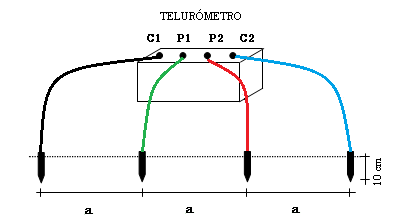 TELURÓMETRO
C1 P1 P2 C2
10 cm
a a a